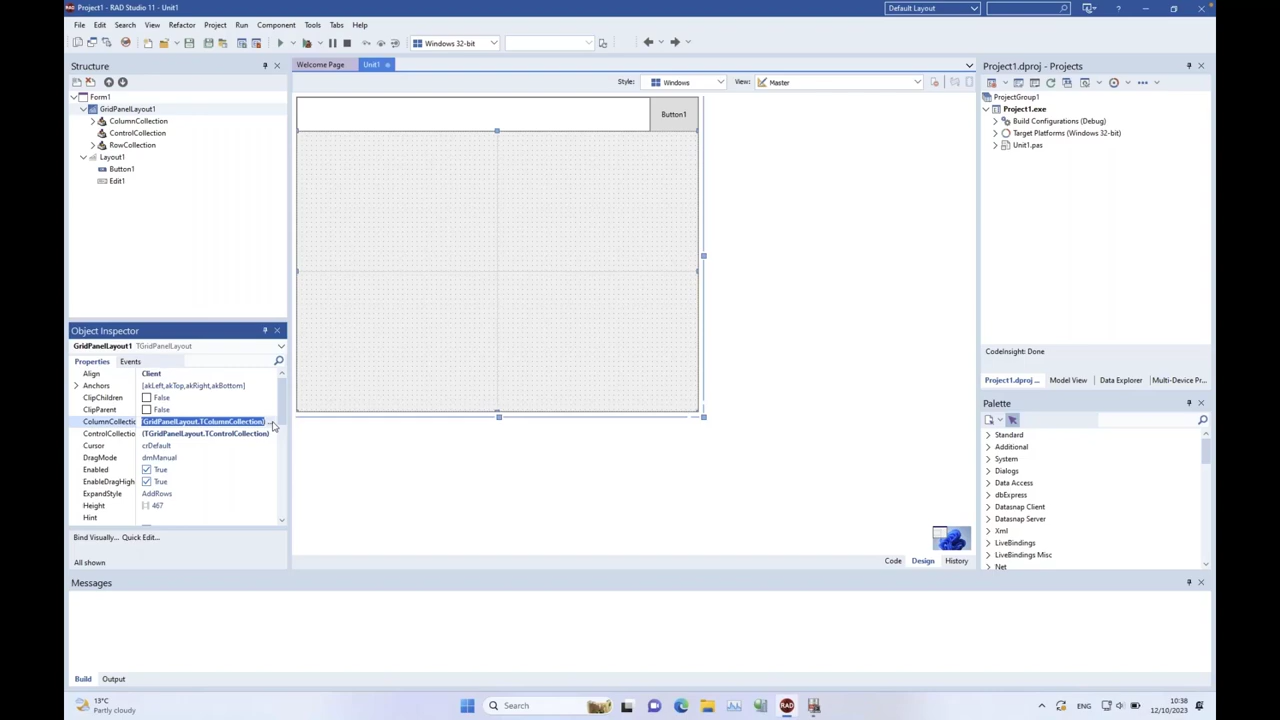 Project1 - RAD Studio 11 - Unit1
Default Layout
File Edit Search View Refactor Project Run Component Tools Tabs Help
Windows 32-bit
Structure
Form1
GridPanelLayout1
ColumnCollection
ControlCollection
RowCollection
Layout1
Button1
Edit1
Welcome Page
Unit1
Style:
Windows
View:
Master
Button1
Object Inspector
GridPanelLayout1 TGridPanelLayout
Properties Events
Align Client
Anchors [akLeft,akTop,akRight,akBottom]
ClipChildren False
ClipParent False
ColumnCollectic (GridPanelLayout.TColumnCollection)
ControlCollectio (TGridPanelLayout.TControlCollection)
Cursor crDefault
DragMode dmManual
Enabled True
EnableDragHigh True
ExpandStyle AddRows
Height 467
Hint
Bind Visually... Quick Edit...
All shown
Code Design History
Project1.dproj - Projects
ProjectGroup1
Project1.exe
Build Configurations (Debug)
Target Platforms (Windows 32-bit)
Unit1.pas
CodeInsight: Done
Project1.dproj ... Model View Data Explorer Multi-Device Pr...
Palette
Standard
Additional
System
Dialogs
Data Access
dbExpress
Datasnap Client
Datasnap Server
Xml
LiveBindings
LiveBindings Misc
Net
Messages
Build Output
13°C
Partly cloudy
Search
ENG
10:38
12/10/2023